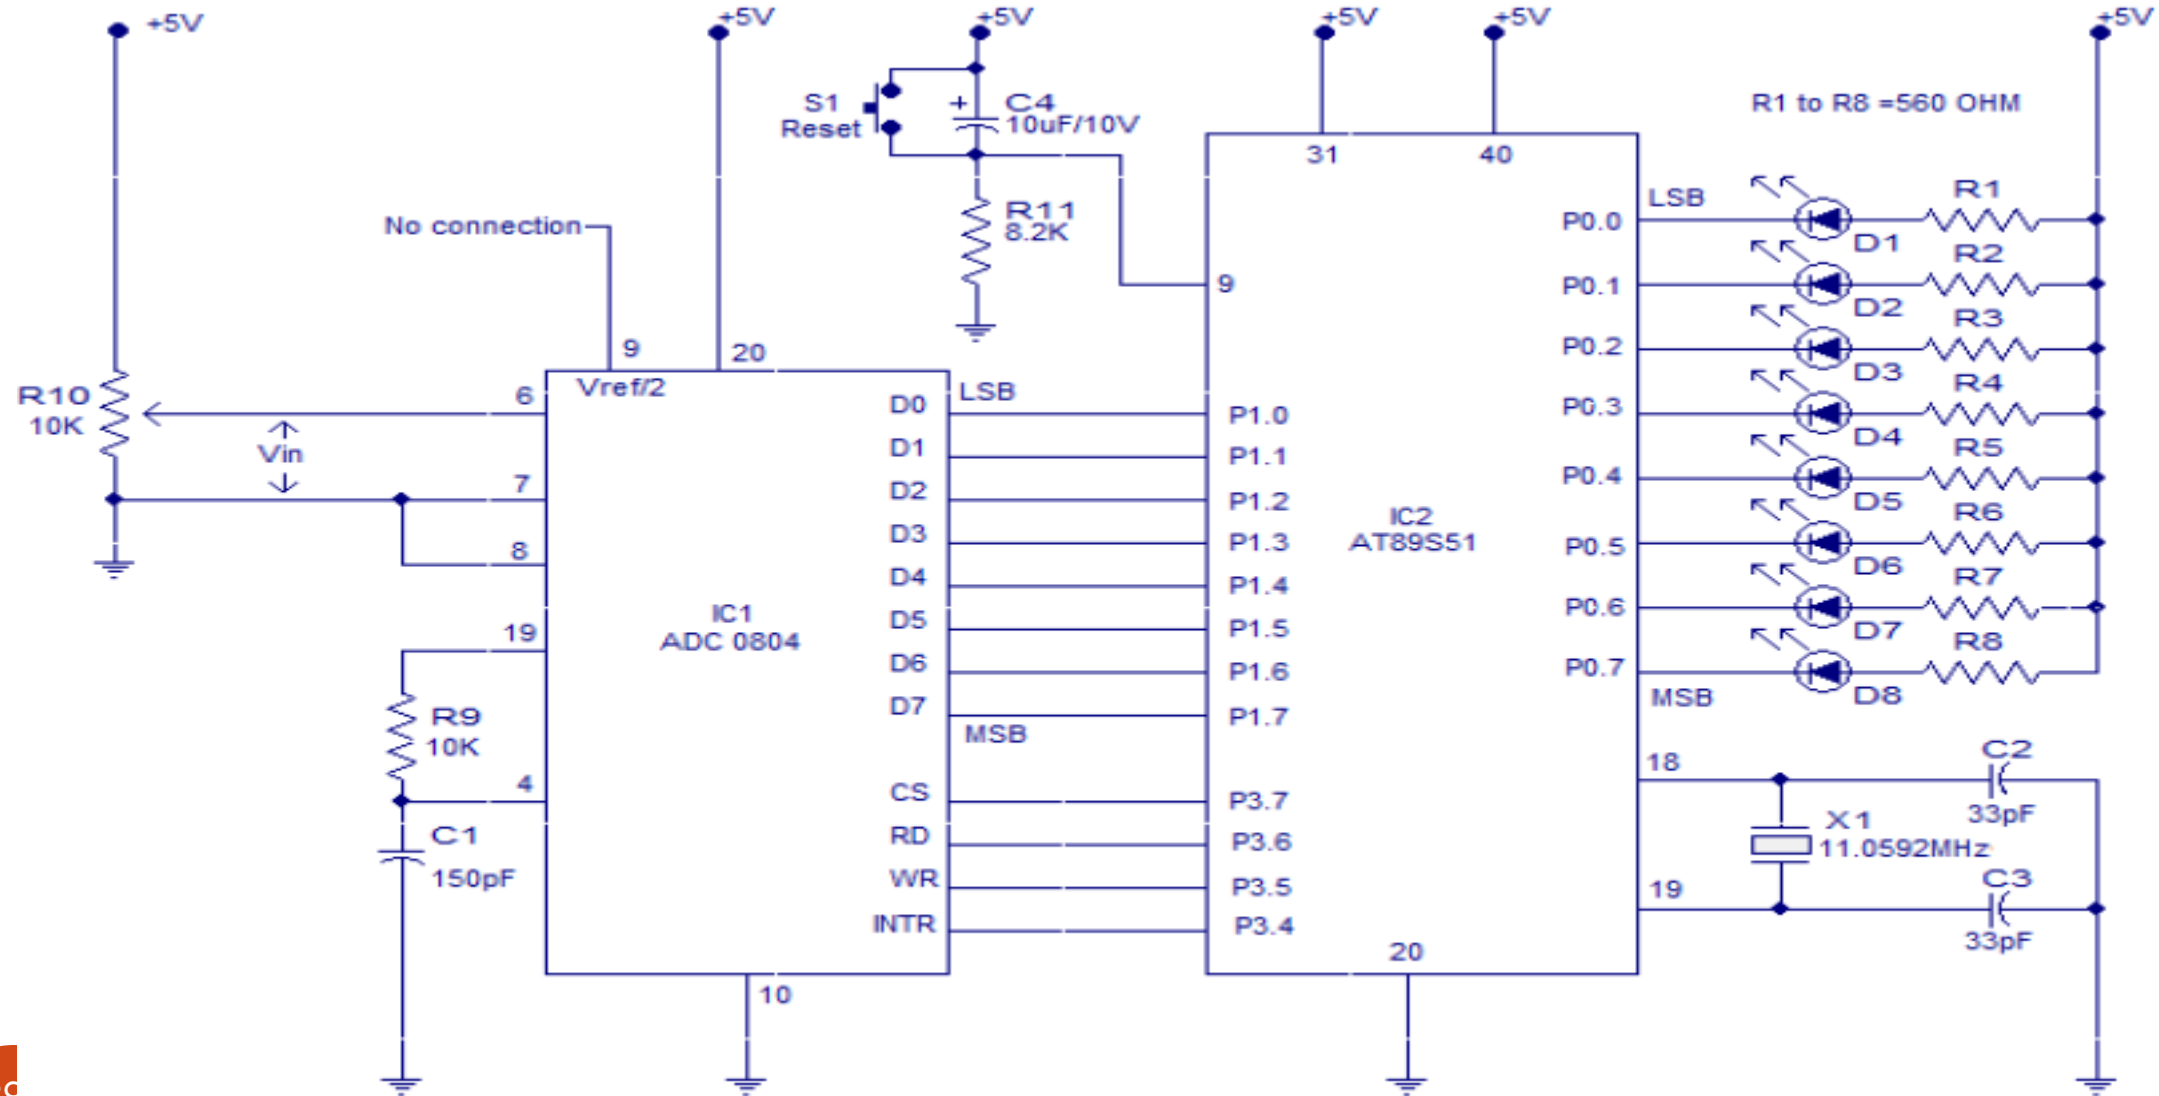 +5V
+5V
+5V
+5V
+5V
+5V
S1
Reset
+
C4
10uF/10V
R1 to R8 =560 OHM
31
40
No connection
R11
8.2K
9
9
20
Vref/2
R10
10K
6
Vin
7
8
19
R9
10K
4
C1
150pF
IC1
ADC 0804
D0
D1
D2
D3
D4
D5
D6
D7
CS
RD
WR
INTR
10
LSB
MSB
P1.0
P1.1
P1.2
P1.3
P1.4
P1.5
P1.6
P1.7
P3.7
P3.6
P3.5
P3.4
IC2
AT89S51
20
P0.0
P0.1
P0.2
P0.3
P0.4
P0.5
P0.6
P0.7
LSB
MSB
D1
D2
D3
D4
D5
D6
D7
D8
R1
R2
R3
R4
R5
R6
R7
R8
18
19
X1
11.0592MHz
C2
33pF
C3
33pF